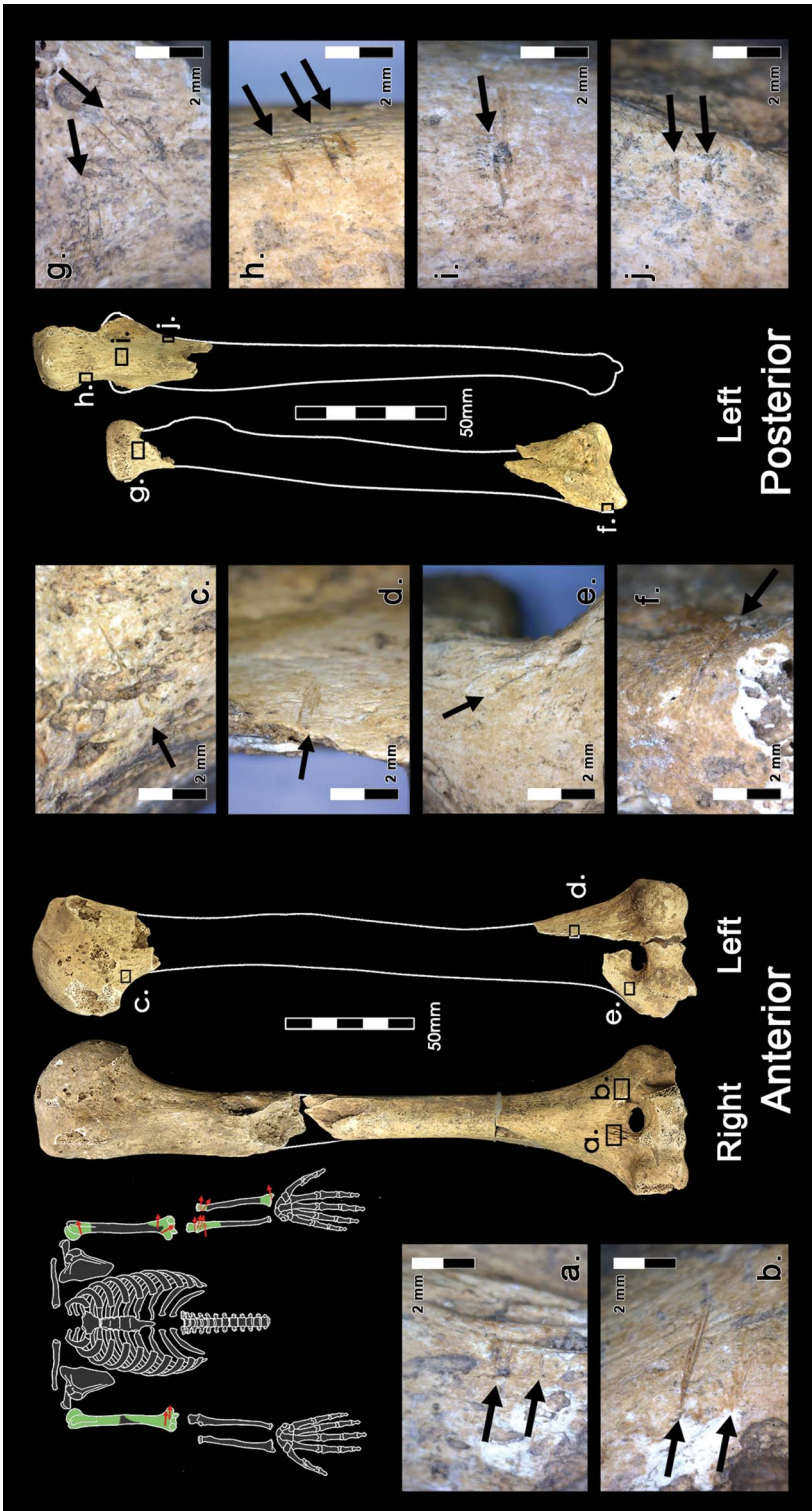 a.
2 mm
b.
2 mm
a.
b.
c.
d.
e.
50mm
Right
Left
Anterior
c.
2 mm
d.
2 mm
e.
2 mm
f.
2 mm
g.
h.
i.
j.
f.
50mm
Left
Posterior
g.
2 mm
h.
2 mm
i.
2 mm
j.
2 mm